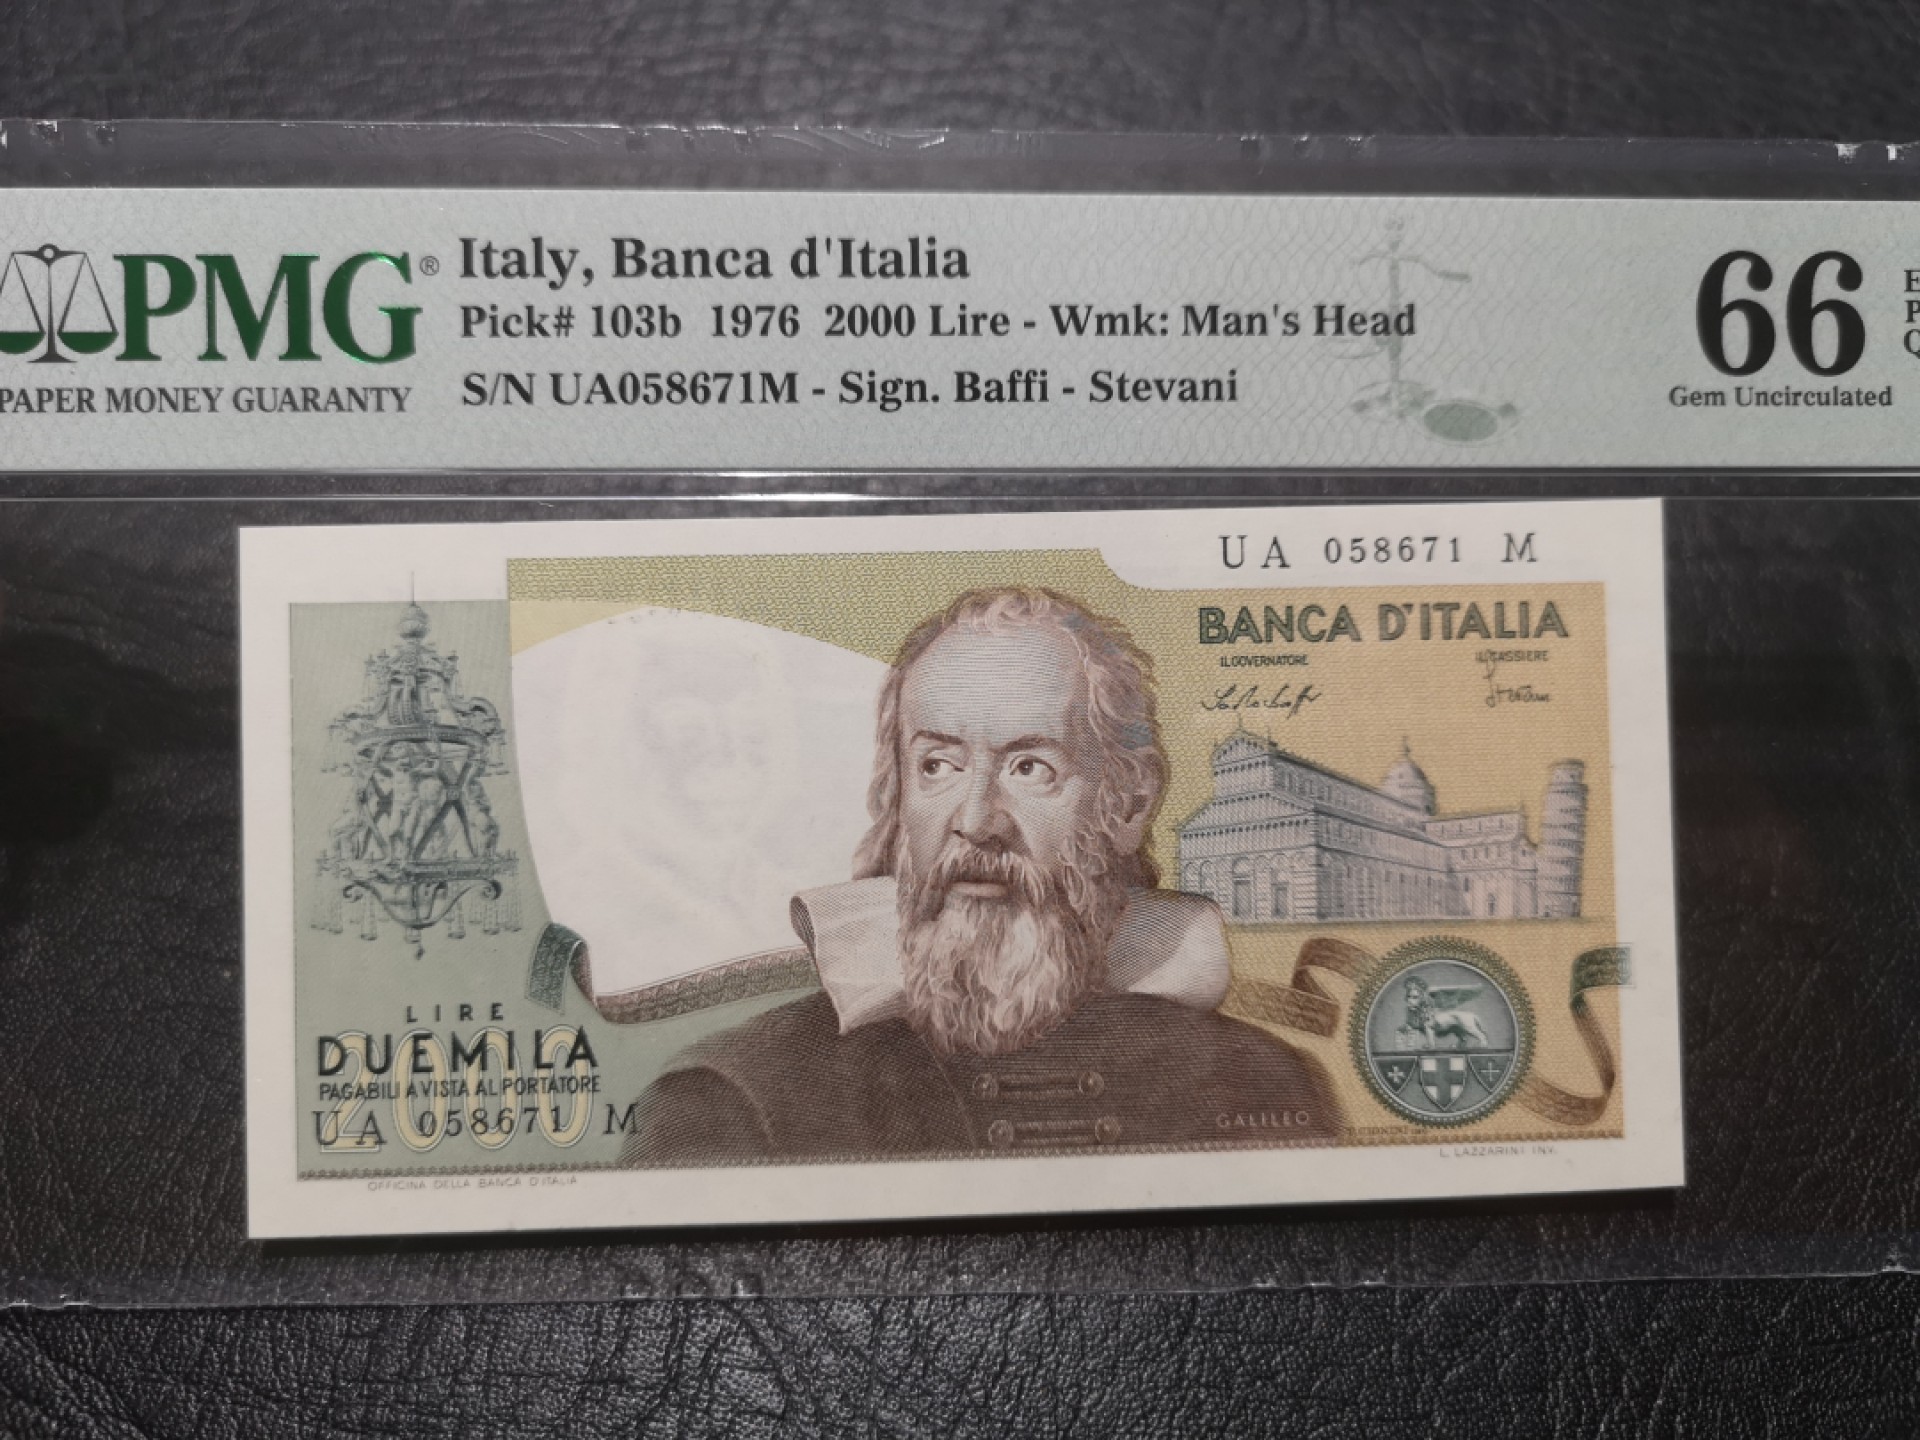 PMG®
PAPER MONEY GUARANTY
Italy, Banca d'Italia
Pick# 103b 1976 2000 Lire - Wmk: Man's Head
S/N UA058671M - Sign. Baffi - Stevani
66
Gem Uncirculated
E
P
Q
UA 058671 M
BANCA D'ITALIA
IL GOVERNATORE
IL CASSIERE
LIRE
DUEMILA
2000
PAGABILI A VISTA AL PORTATORE
UA 058671 M
GALILEO
L. LAZZARINI INV.
OFFICINA DELLA BANCA D'ITALIA